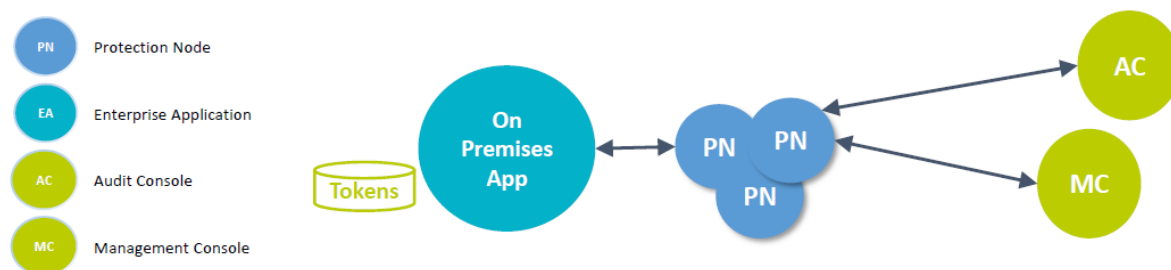 PN Protection Node
EA Enterprise Application
AC Audit Console
MC Management Console
Tokens
On
Premises
App
PN
PN
PN
AC
MC